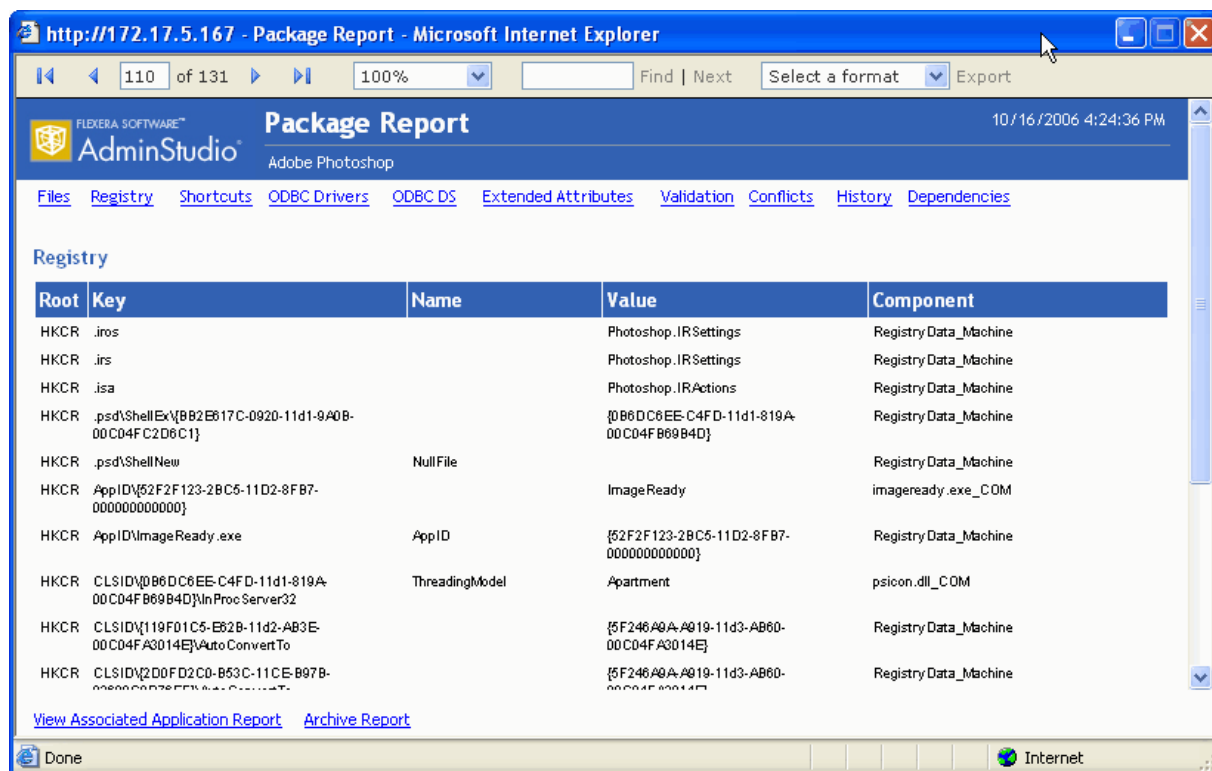 http://172.17.5.167 - Package Report - Microsoft Internet Explorer
110 of 131 100% Find | Next Select a format Export
FLEXERA SOFTWARE™
AdminStudio
Package Report
10/16/2006 4:24:36 PM
Adobe Photoshop
Files Registry Shortcuts ODBC Drivers ODBC DS Extended Attributes Validation Conflicts History Dependencies
Registry
Root Key Name Value Component
HKCR .iros Photoshop.IRSettings RegistryData_Machine
HKCR .irs Photoshop.IRSettings RegistryData_Machine
HKCR .isa Photoshop.IRActions RegistryData_Machine
HKCR .psd\ShellEx\{BB2E617C-0920-11d1-9A0B- {0B6DC6EE-C4FD-11d1-819A- RegistryData_Machine
00C04FC2D6C1} 00C04FB69B4D}
HKCR .psd\ShellNew NullFile RegistryData_Machine
HKCR AppID\{52F2F123-2BC5-11D2-8FB7- ImageReady imageready.exe_COM
000000000000}
HKCR AppID\ImageReady.exe AppID {52F2F123-2BC5-11D2-8FB7- RegistryData_Machine
000000000000}
HKCR CLSID\{0B6DC6EE-C4FD-11d1-819A- ThreadingModel Apartment psicon.dll_COM
00C04FB69B4D}\InProcServer32
HKCR CLSID\{119F01C5-E62B-11d2-AB3E- {5F246A9A-A919-11d3-AB60- RegistryData_Machine
00C04FA3014E}\AutoConvertTo 00C04FA3014E}
HKCR CLSID\{2D0FD2C0-B53C-11CE-B97B- {5F246A9A-A919-11d3-AB60- RegistryData_Machine
View Associated Application Report Archive Report
Done Internet